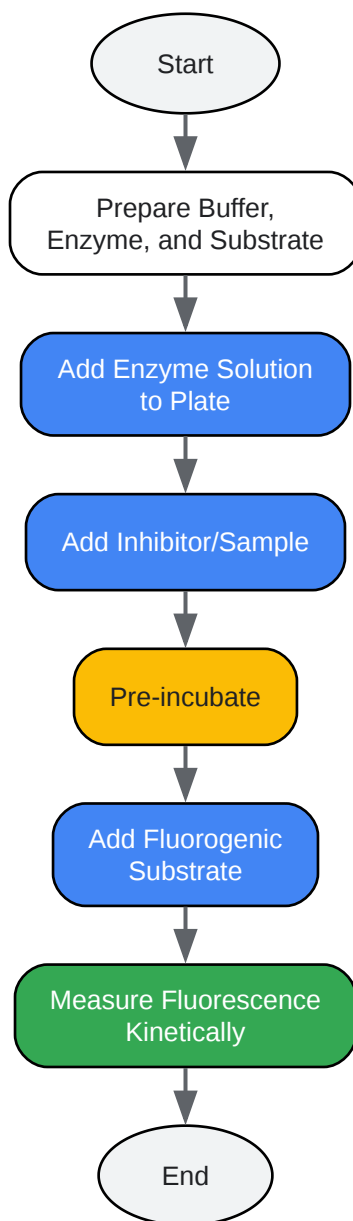 Start
Prepare Buffer,
Enzyme, and Substrate
Add Enzyme Solution
to Plate
Add Inhibitor/Sample
Pre-incubate
Add Fluorogenic
Substrate
Measure Fluorescence
Kinetically
End